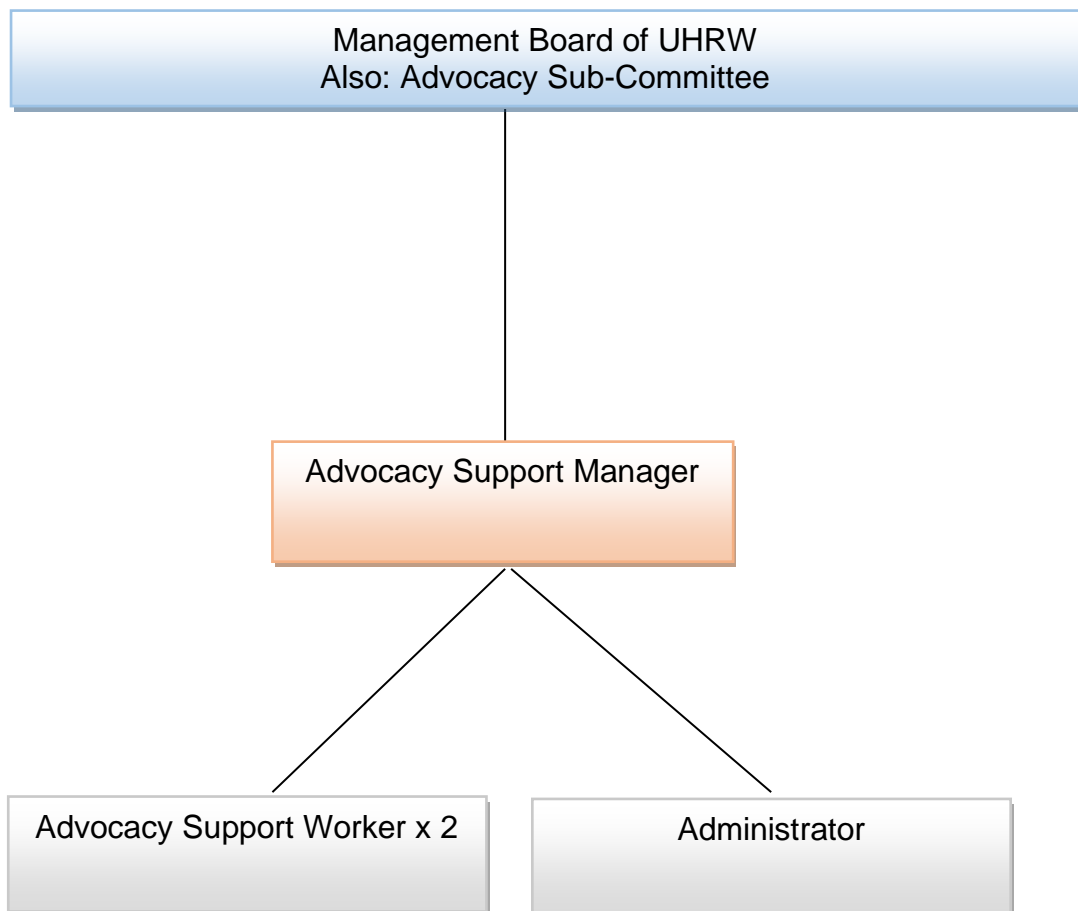 Management Board of UHRW
Also: Advocacy Sub-Committee
Advocacy Support Manager
Advocacy Support Worker x 2
Administrator